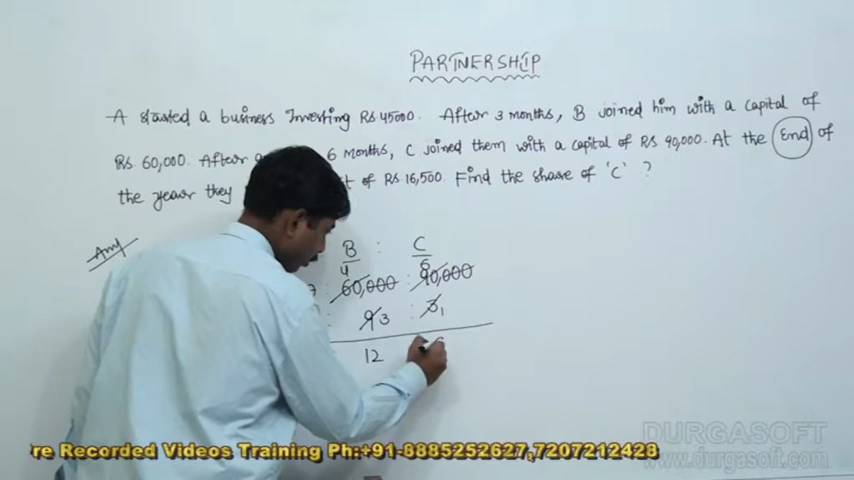 PARTNERSHIP
A started a business Investing Rs 45000. After 3 months, B joined him with a capital of
Rs. 60,000. After 6 months, C joined them with a capital of Rs 90,000. At the End of
the year they of Rs 16,500. Find the share of 'C' ?
Ans
B : C
4 6
: 60,000 : 90,000
: 9 3 : 3 1
12
DURGASOFT
www.durgasoft.com
re Recorded Videos Training Ph:+91-8885252627,7207212428